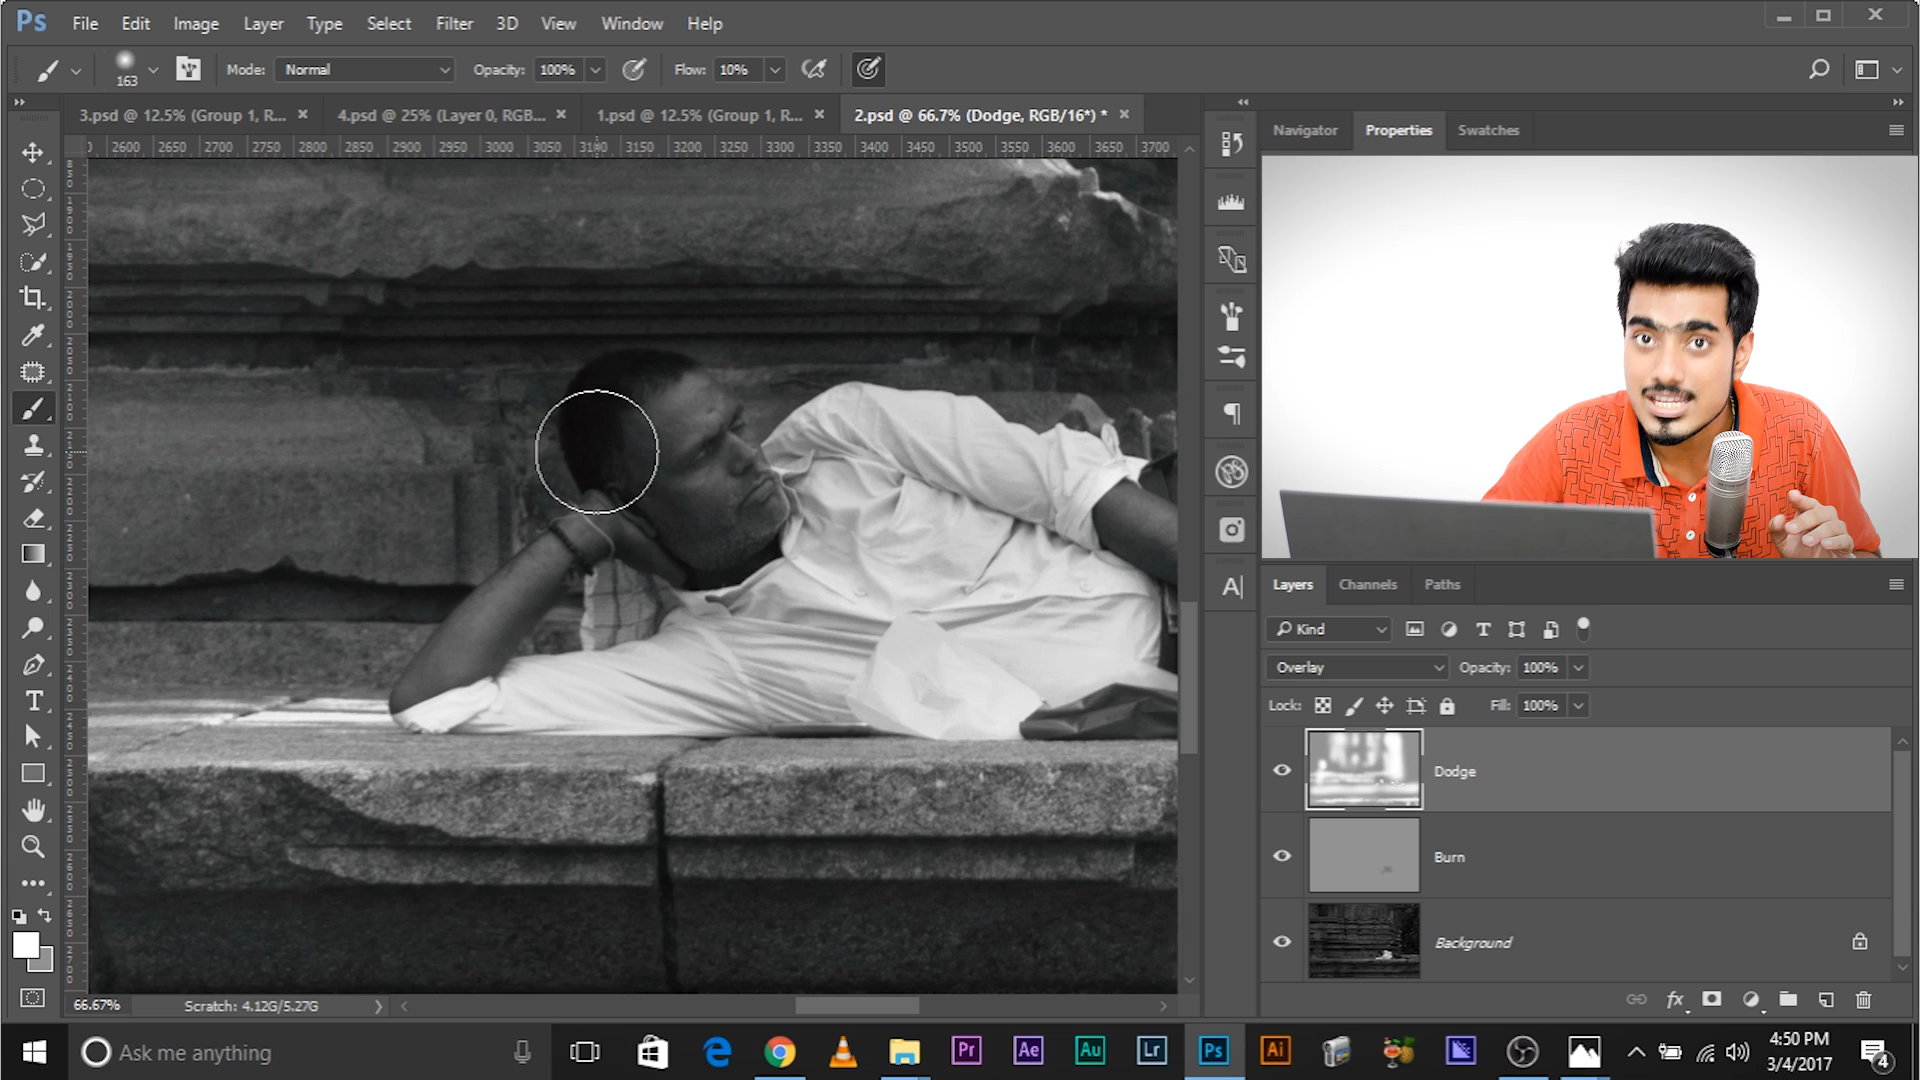 Ps File Edit Image Layer Type Select Filter 3D View Window Help
163 Mode: Normal Opacity: 100% Flow: 10%
3.psd @ 12.5% (Group 1, R... × 4.psd @ 25% (Layer 0, RGB... × 1.psd @ 12.5% (Group 1, R... × 2.psd @ 66.7% (Dodge, RGB/16*) * ×
2600 2650 2700 2750 2800 2850 2900 2950 3000 3050 3100 3150 3200 3250 3300 3350 3400 3450 3500 3550 3600 3650 3700
Navigator Properties Swatches
Layers Channels Paths
Kind
Overlay Opacity: 100%
Lock: Fill: 100%
Dodge
Burn
Background
fx
66.67% Scratch: 4.12G/5.27G
Ask me anything
Pr Ae Au Lr Ps Ai
4:50 PM
3/4/2017
4